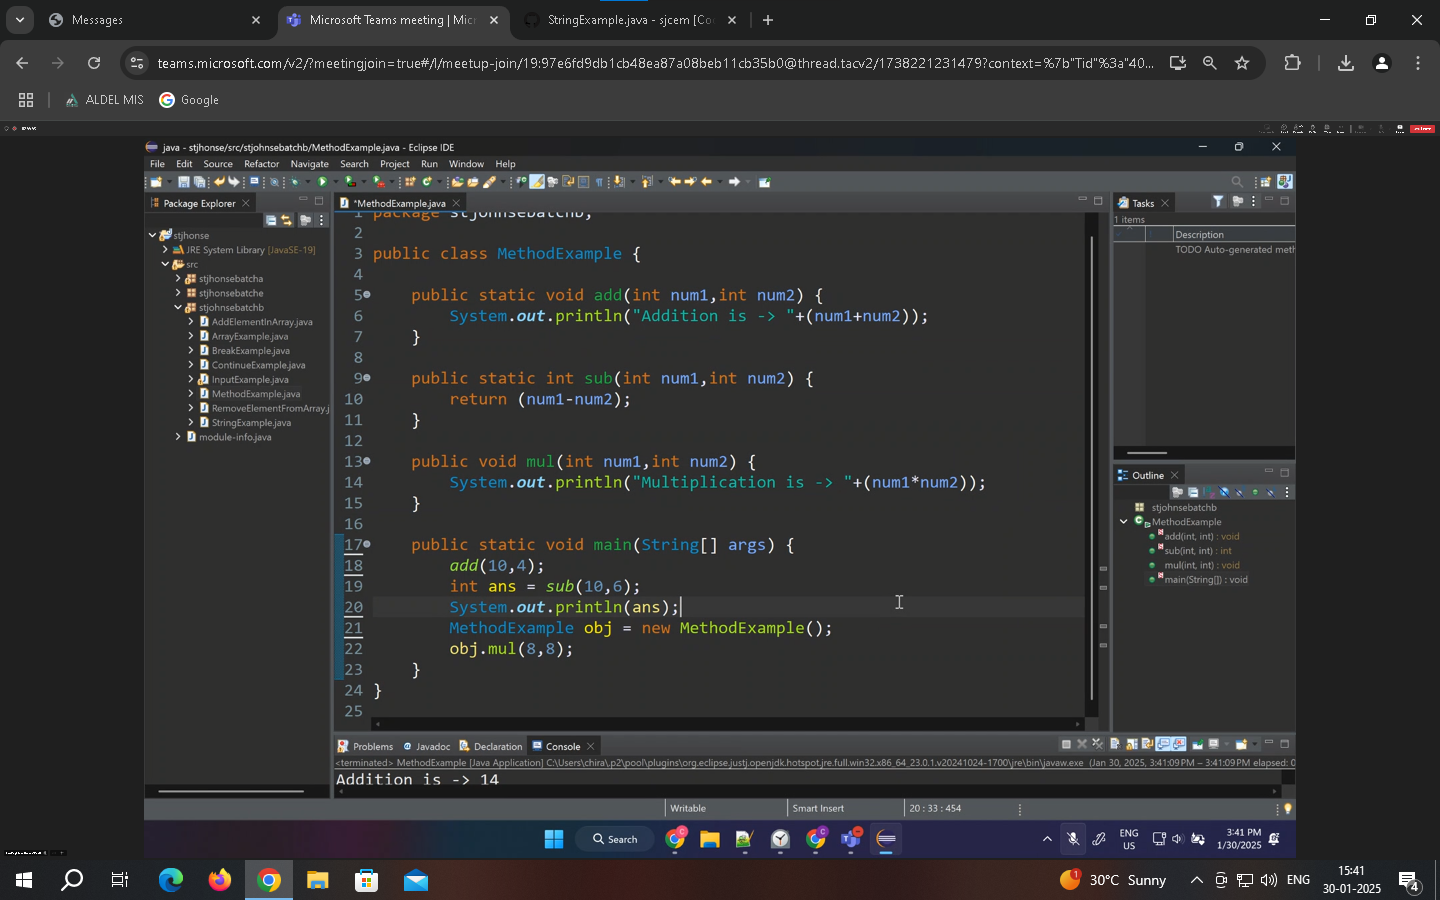 Messages
Microsoft Teams meeting | Micr
StringExample.java - sjcem [Co
teams.microsoft.com/v2/?meetingjoin=true#/l/meetup-join/19:97e6fd9db1cb48ea87a08beb11cb35b0@thread.tacv2/1738221231479?context=%7b"Tid"%3a"40...
ALDEL MIS
Google
java - stjhonse/src/stjohnsebatchb/MethodExample.java - Eclipse IDE
File Edit Source Refactor Navigate Search Project Run Window Help
Package Explorer
stjhonse
JRE System Library [JavaSE-19]
src
stjhonsebatcha
stjhonsebatche
stjohnsebatchb
AddElementInArray.java
ArrayExample.java
BreakExample.java
ContinueExample.java
InputExample.java
MethodExample.java
RemoveElementFromArray.j
StringExample.java
module-info.java
*MethodExample.java
1 package stjohnsebatchb;
2
3 public class MethodExample {
4
5 public static void add(int num1,int num2) {
6 System.out.println("Addition is -> "+(num1+num2));
7 }
8
9 public static int sub(int num1,int num2) {
10 return (num1-num2);
11 }
12
13 public void mul(int num1,int num2) {
14 System.out.println("Multiplication is -> "+(num1*num2));
15 }
16
17 public static void main(String[] args) {
18 add(10,4);
19 int ans = sub(10,6);
20 System.out.println(ans);
21 MethodExample obj = new MethodExample();
22 obj.mul(8,8);
23 }
24 }
25
Tasks
1 items
Description
TODO Auto-generated meth
Outline
stjohnsebatchb
MethodExample
add(int, int) : void
sub(int, int) : int
mul(int, int) : void
main(String[]) : void
Problems Javadoc Declaration Console
<terminated> MethodExample [Java Application] C:\Users\chira\.p2\pool\plugins\org.eclipse.justj.openjdk.hotspot.jre.full.win32.x86_64_23.0.1.v20241024-1700\jre\bin\javaw.exe (Jan 30, 2025, 3:41:09 PM – 3:41:09 PM elapsed: 0
Addition is -> 14
Writable
Smart Insert
20 : 33 : 454
Search
ENG
US
3:41 PM
1/30/2025
1
30°C Sunny
ENG
15:41
30-01-2025
4